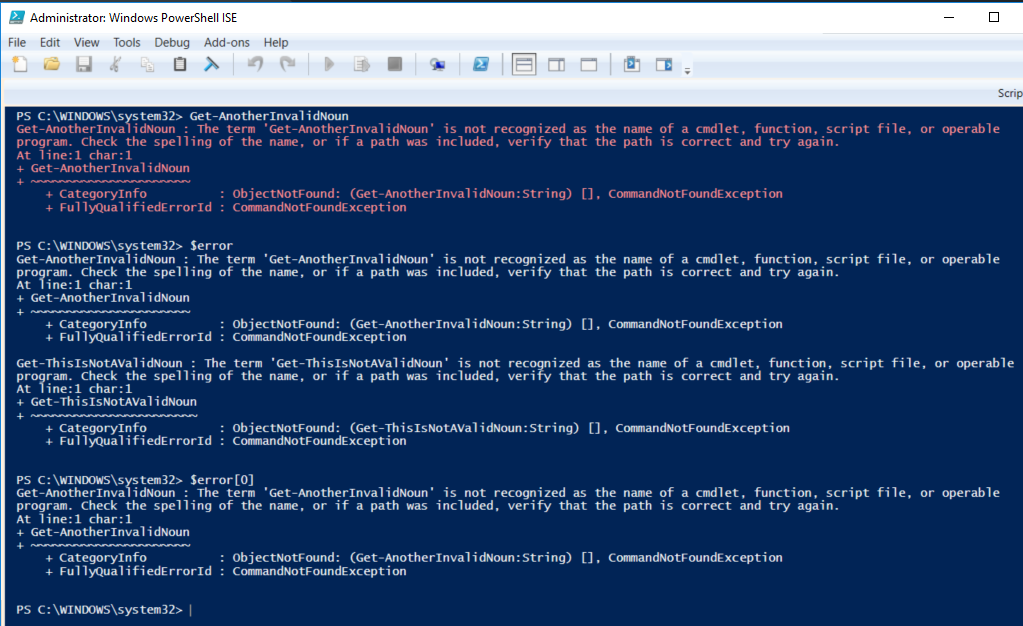 Administrator: Windows PowerShell ISE
File Edit View Tools Debug Add-ons Help
Scrip
PS C:\WINDOWS\system32> Get-AnotherInvalidNoun
Get-AnotherInvalidNoun : The term 'Get-AnotherInvalidNoun' is not recognized as the name of a cmdlet, function, script file, or operable
program. Check the spelling of the name, or if a path was included, verify that the path is correct and try again.
At line:1 char:1
+ Get-AnotherInvalidNoun
+ ~~~~~~~~~~~~~~~~~~~~~~
    + CategoryInfo          : ObjectNotFound: (Get-AnotherInvalidNoun:String) [], CommandNotFoundException
    + FullyQualifiedErrorId : CommandNotFoundException
PS C:\WINDOWS\system32> $error
Get-AnotherInvalidNoun : The term 'Get-AnotherInvalidNoun' is not recognized as the name of a cmdlet, function, script file, or operable
program. Check the spelling of the name, or if a path was included, verify that the path is correct and try again.
At line:1 char:1
+ Get-AnotherInvalidNoun
+ ~~~~~~~~~~~~~~~~~~~~~~
    + CategoryInfo          : ObjectNotFound: (Get-AnotherInvalidNoun:String) [], CommandNotFoundException
    + FullyQualifiedErrorId : CommandNotFoundException
Get-ThisIsNotAValidNoun : The term 'Get-ThisIsNotAValidNoun' is not recognized as the name of a cmdlet, function, script file, or operable
program. Check the spelling of the name, or if a path was included, verify that the path is correct and try again.
At line:1 char:1
+ Get-ThisIsNotAValidNoun
+ ~~~~~~~~~~~~~~~~~~~~~~~
    + CategoryInfo          : ObjectNotFound: (Get-ThisIsNotAValidNoun:String) [], CommandNotFoundException
    + FullyQualifiedErrorId : CommandNotFoundException
PS C:\WINDOWS\system32> $error[0]
Get-AnotherInvalidNoun : The term 'Get-AnotherInvalidNoun' is not recognized as the name of a cmdlet, function, script file, or operable
program. Check the spelling of the name, or if a path was included, verify that the path is correct and try again.
At line:1 char:1
+ Get-AnotherInvalidNoun
+ ~~~~~~~~~~~~~~~~~~~~~~
    + CategoryInfo          : ObjectNotFound: (Get-AnotherInvalidNoun:String) [], CommandNotFoundException
    + FullyQualifiedErrorId : CommandNotFoundException
PS C:\WINDOWS\system32>